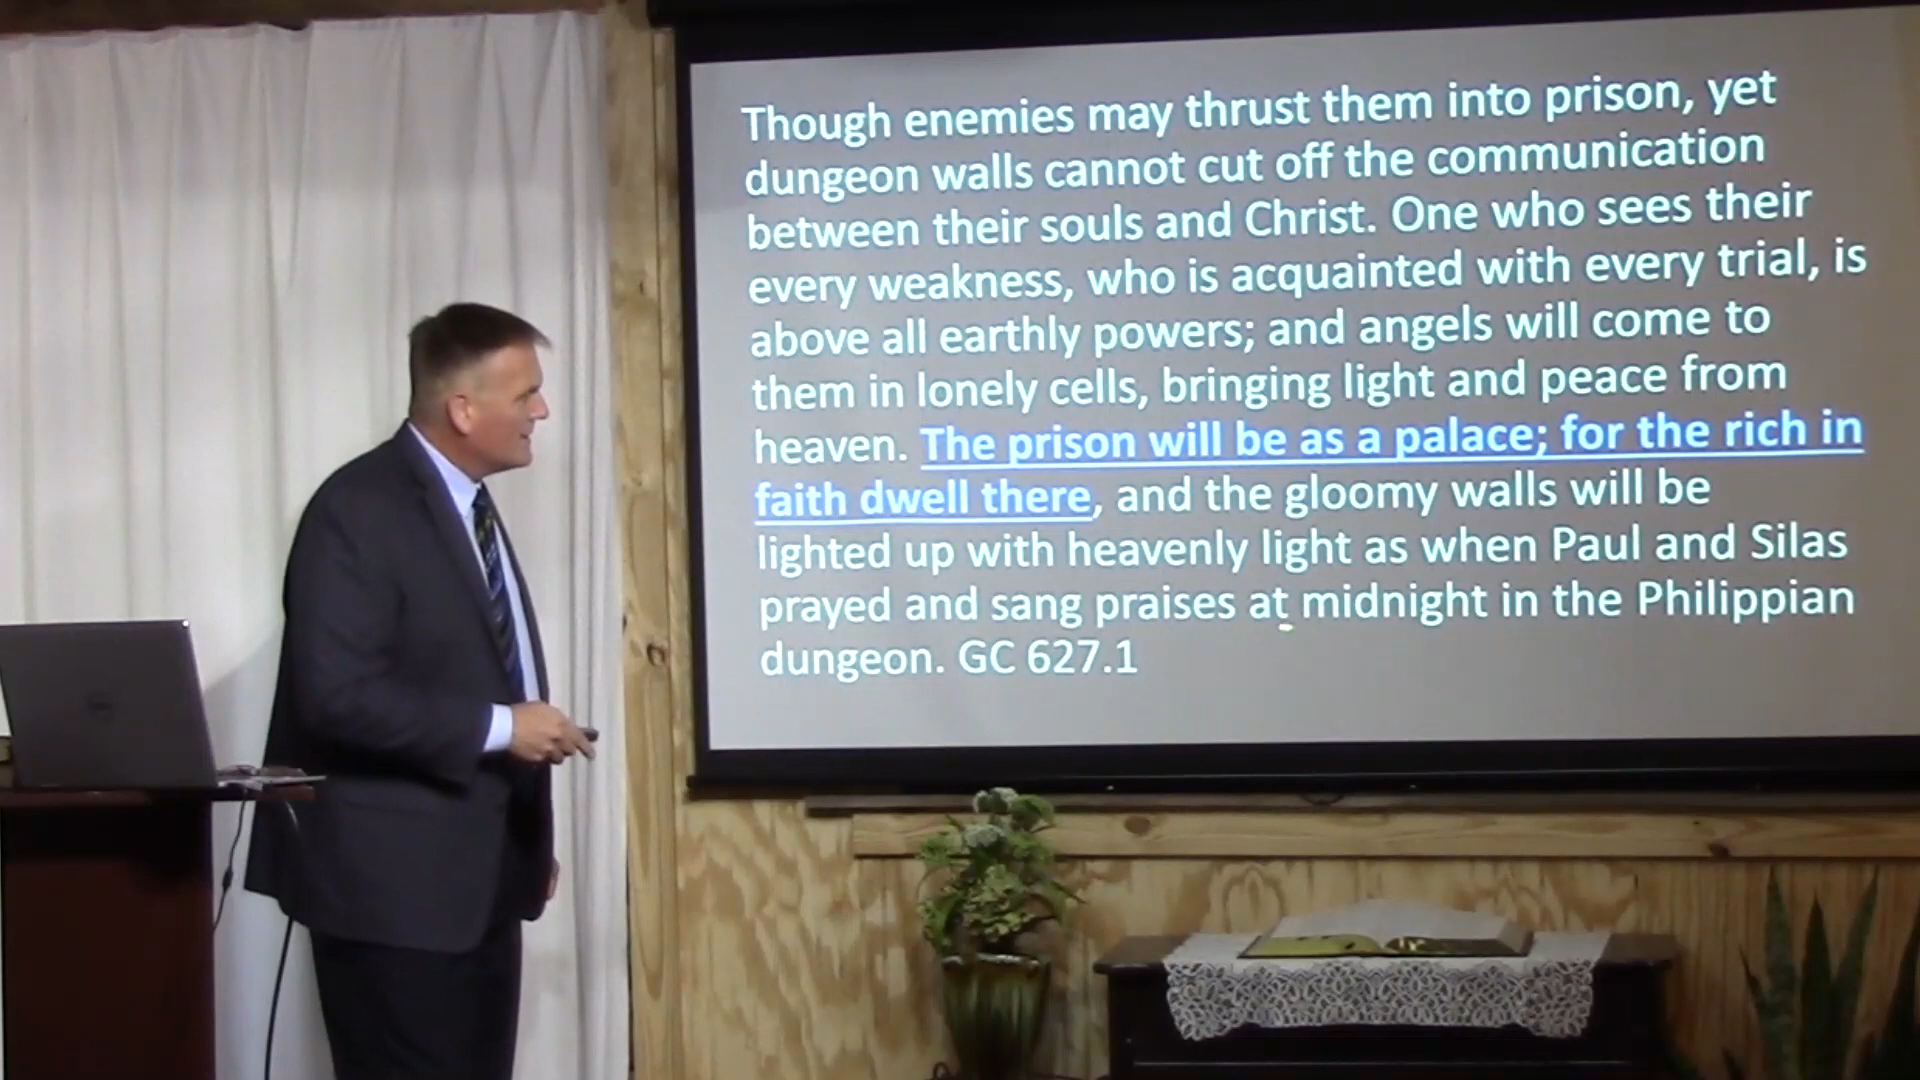 Though enemies may thrust them into prison, yet
dungeon walls cannot cut off the communication
between their souls and Christ. One who sees their
every weakness, who is acquainted with every trial, is
above all earthly powers; and angels will come to
them in lonely cells, bringing light and peace from
heaven. The prison will be as a palace; for the rich in
faith dwell there, and the gloomy walls will be
lighted up with heavenly light as when Paul and Silas
prayed and sang praises at midnight in the Philippian
dungeon. GC 627.1